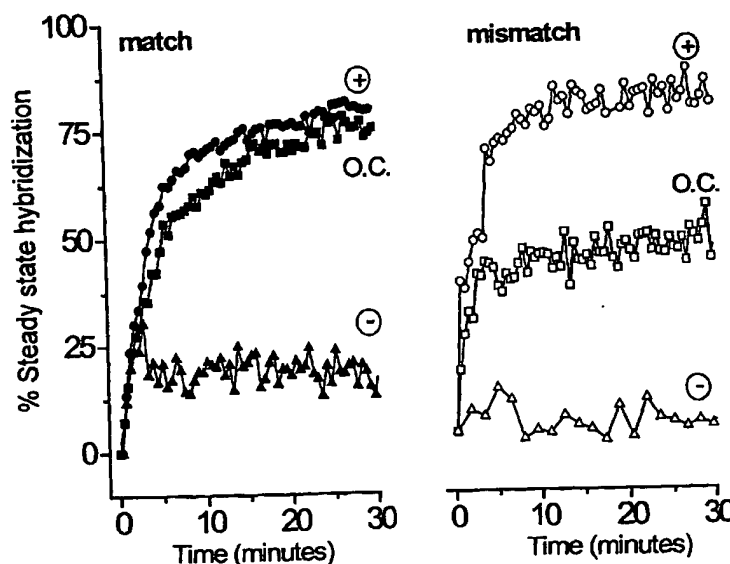 % Steady state hybridization
100
75
50
25
0
match
+
O.C.
-
0 10 20 30
Time (minutes)
mismatch
+
O.C.
-
0 10 20 30
Time (minutes)